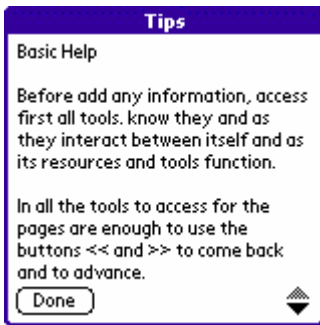 Tips
Basic Help
Before add any information, access
first all tools. know they and as
they interact between itself and as
its resources and tools function.
In all the tools to access for the
pages are enough to use the
buttons << and >> to come back
and to advance.
Done